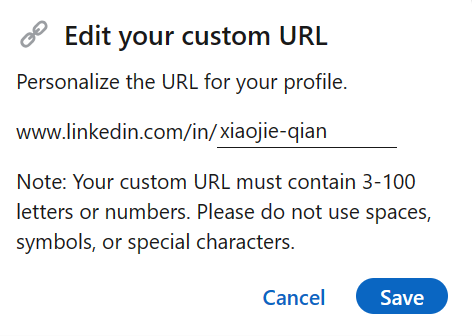 Edit your custom URL
Personalize the URL for your profile.
www.linkedin.com/in/xiaojie-qian
Note: Your custom URL must contain 3-100
letters or numbers. Please do not use spaces,
symbols, or special characters.
Cancel Save